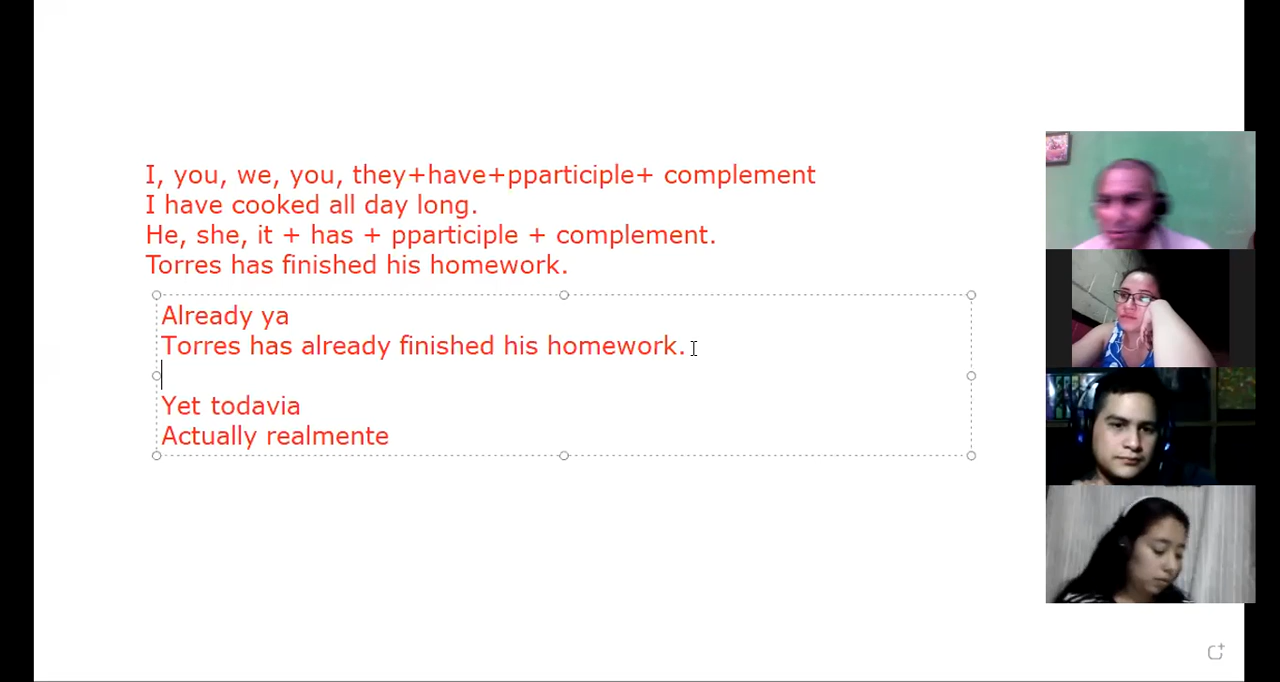 I, you, we, you, they+have+pparticiple+ complement
I have cooked all day long.
He, she, it + has + pparticiple + complement.
Torres has finished his homework.
Already ya
Torres has already finished his homework.
Yet todavia
Actually realmente